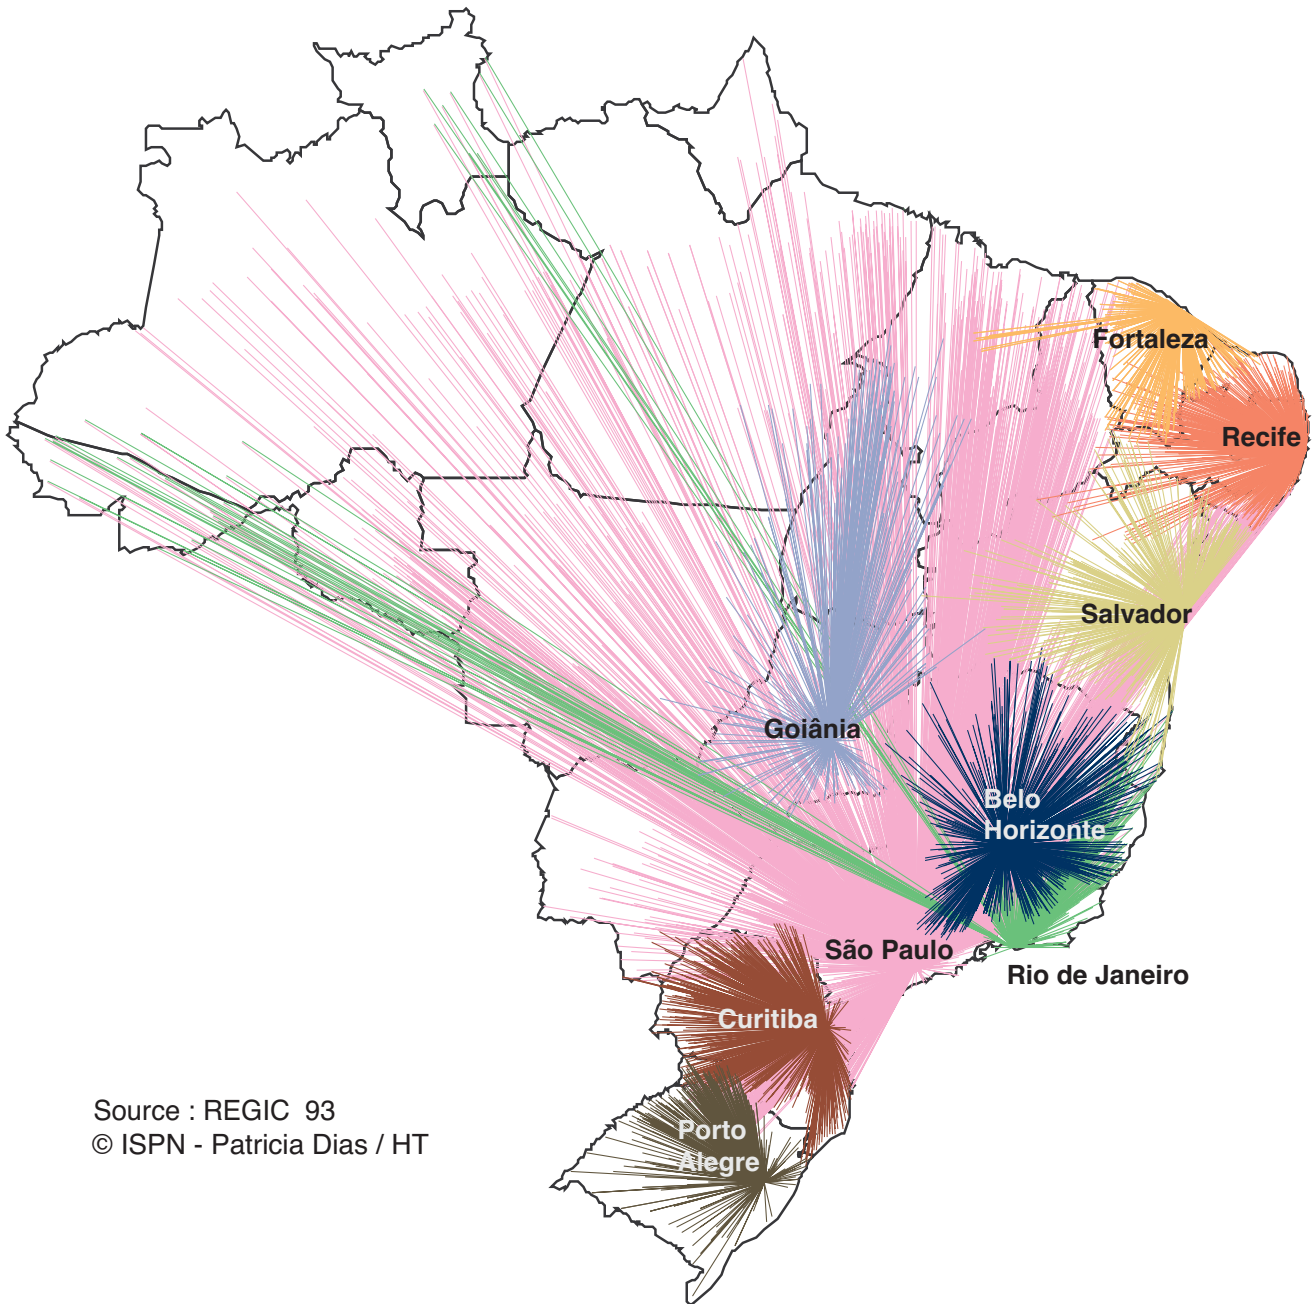 Fortaleza
Recife
Salvador
Goiânia
Belo
Horizonte
São Paulo
Rio de Janeiro
Curitiba
Porto
Alegre
Source : REGIC 93
© ISPN - Patricia Dias / HT